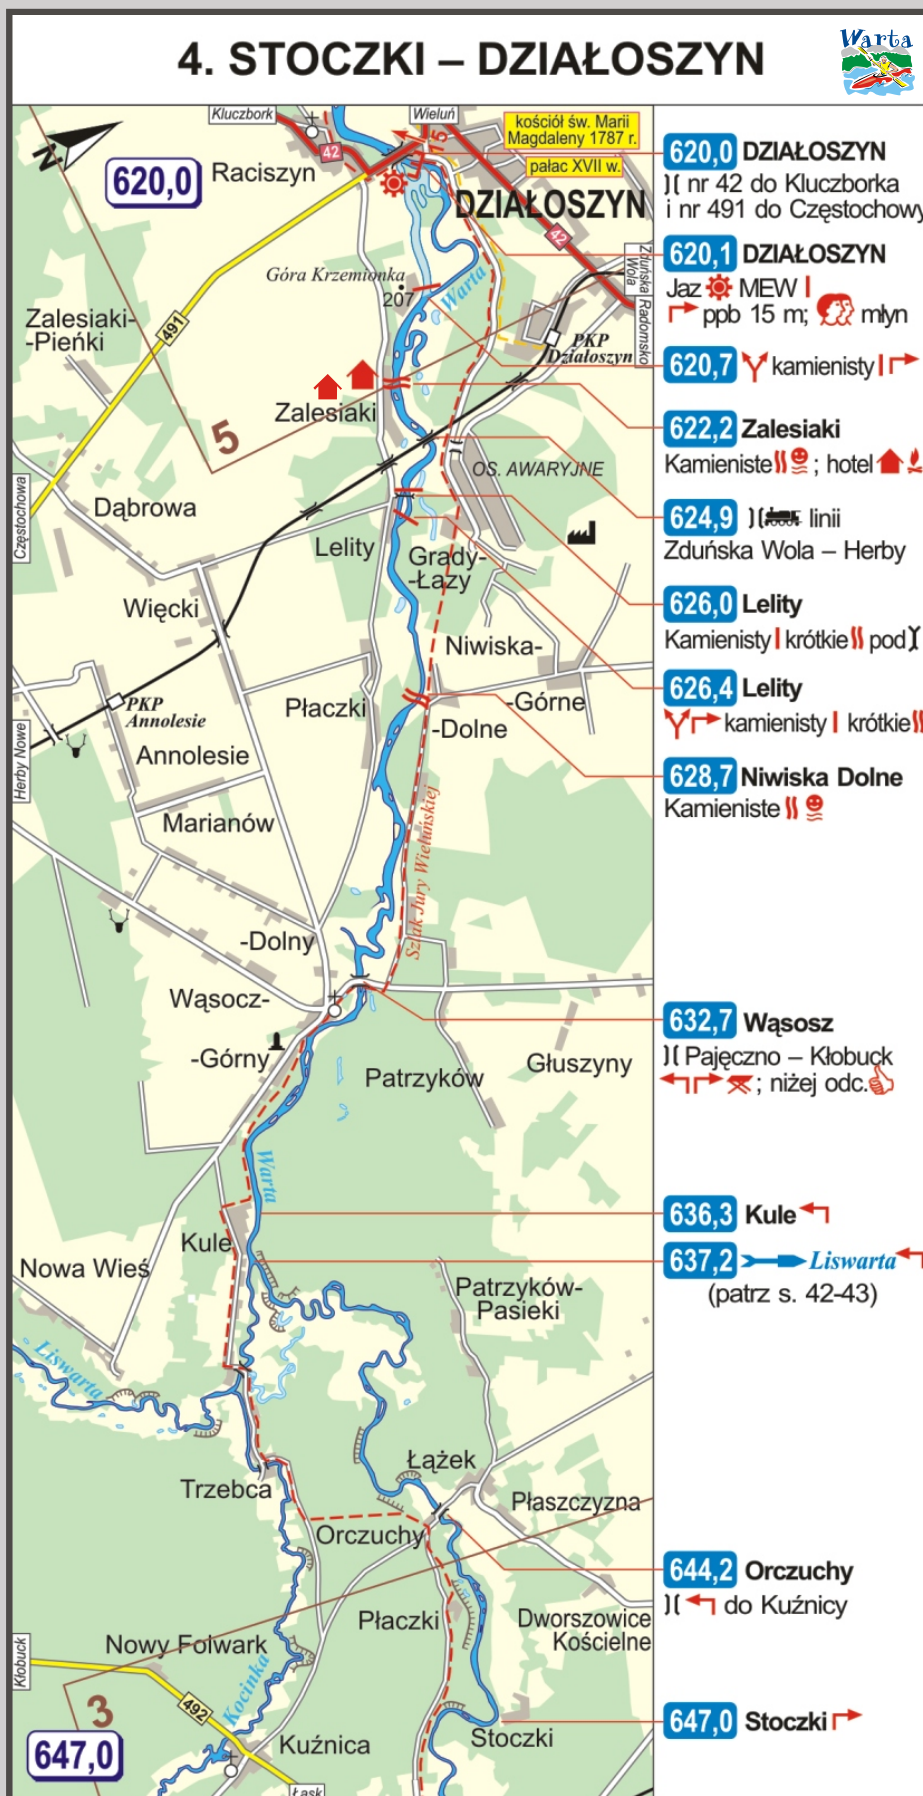 4. STOCZKI – DZIAŁOSZYN
Warta
Kluczbork
Wieluń
kościół św. Marii
Magdaleny 1787 r.
pałac XVII w.
42
15
Raciszyn
620,0
N
DZIAŁOSZYN
42
Góra Krzemionka
207
Warta
Zduńska Wola
Radomsko
Zalesiaki-
-Pieńki
491
PKP
Działoszyn
Zalesiaki
5
OS. AWARYJNE
Częstochowa
Dąbrowa
Lelity
Grady-
-Łazy
Więcki
Niwiska-
-Górne
-Dolne
PKP
Annolesie
Płaczki
Herby Nowe
Annolesie
Marianów
Szlak Jury Wieluńskiej
-Dolny
Wąsocz-
-Górny
Patrzyków
Głuszyny
Warta
Kule
Nowa Wieś
Patrzyków-
Pasieki
Liswarta
Łążek
Trzebca
Płaszczyzna
Orczuchy
Płaczki
Dworszowice
Kościelne
Kłobuck
Nowy Folwark
Kocinka
3
492
647,0
Kuźnica
Stoczki
Łask
620,0 DZIAŁOSZYN
nr 42 do Kluczborka
i nr 491 do Częstochowy
620,1 DZIAŁOSZYN
Jaz MEW
ppb 15 m; młyn
620,7 kamienisty
622,2 Zalesiaki
Kamieniste ; hotel
624,9 linii
Zduńska Wola – Herby
626,0 Lelity
Kamienisty krótkie pod
626,4 Lelity
kamienisty krótkie
628,7 Niwiska Dolne
Kamieniste
632,7 Wąsosz
Pajęczno – Kłobuck
; niżej odc.
636,3 Kule
637,2 Liswarta
(patrz s. 42-43)
644,2 Orczuchy
do Kuźnicy
647,0 Stoczki